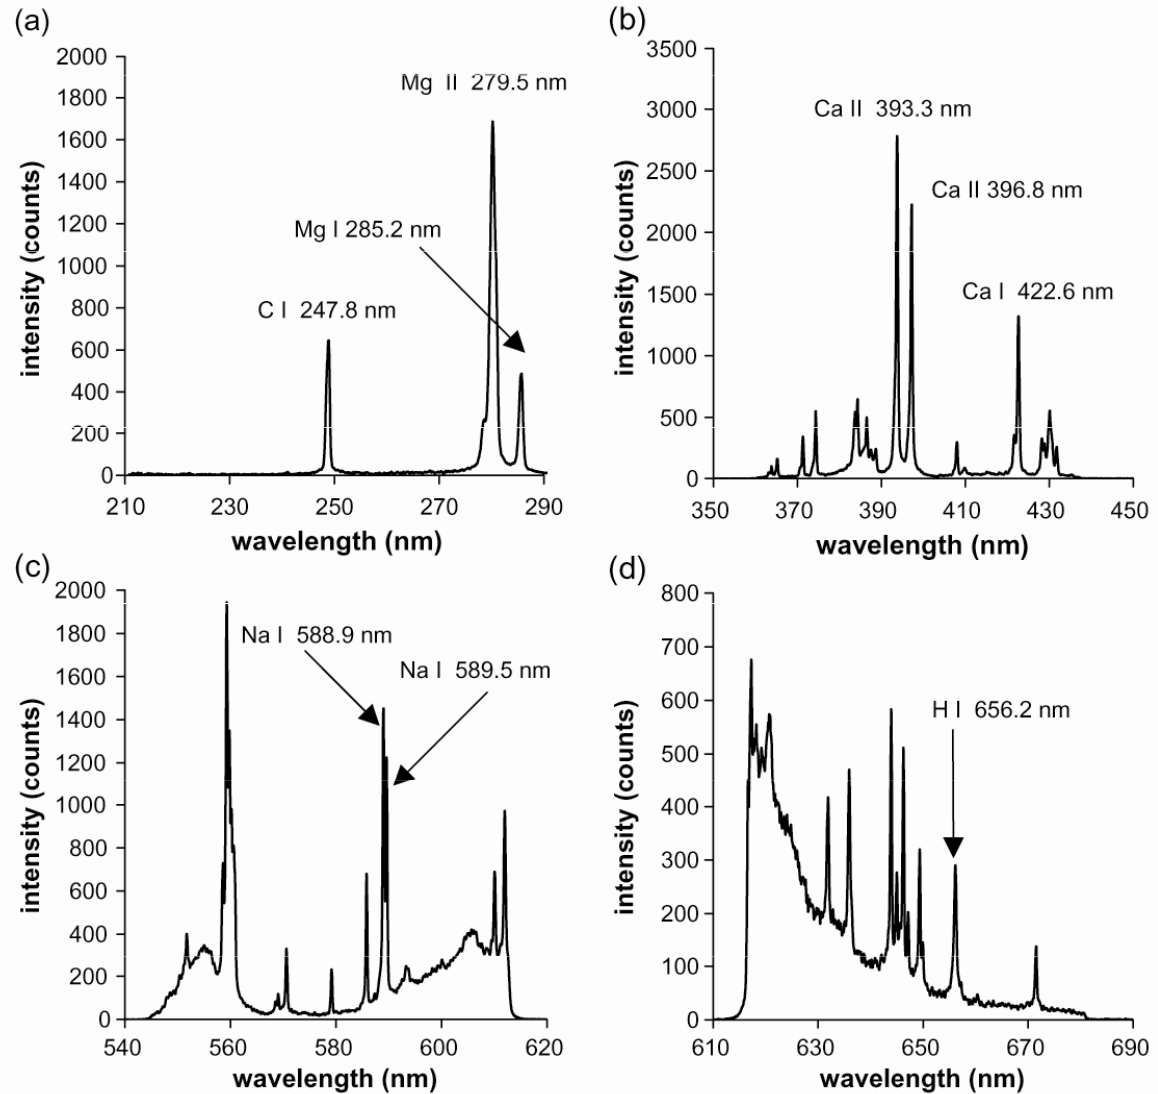 (a)
2000
1800
1600
1400
1200
1000
800
600
400
200
0
intensity (counts)
Mg II 279.5 nm
Mg I 285.2 nm
C I 247.8 nm
210 230 250 270 290
wavelength (nm)
(b)
3500
3000
2500
2000
1500
1000
500
0
intensity (counts)
Ca II 393.3 nm
Ca II 396.8 nm
Ca I 422.6 nm
350 370 390 410 430 450
wavelength (nm)
(c)
2000
1800
1600
1400
1200
1000
800
600
400
200
0
intensity (counts)
Na I 588.9 nm
Na I 589.5 nm
540 560 580 600 620
wavelength (nm)
(d)
800
700
600
500
400
300
200
100
0
intensity (counts)
H I 656.2 nm
610 630 650 670 690
wavelength (nm)